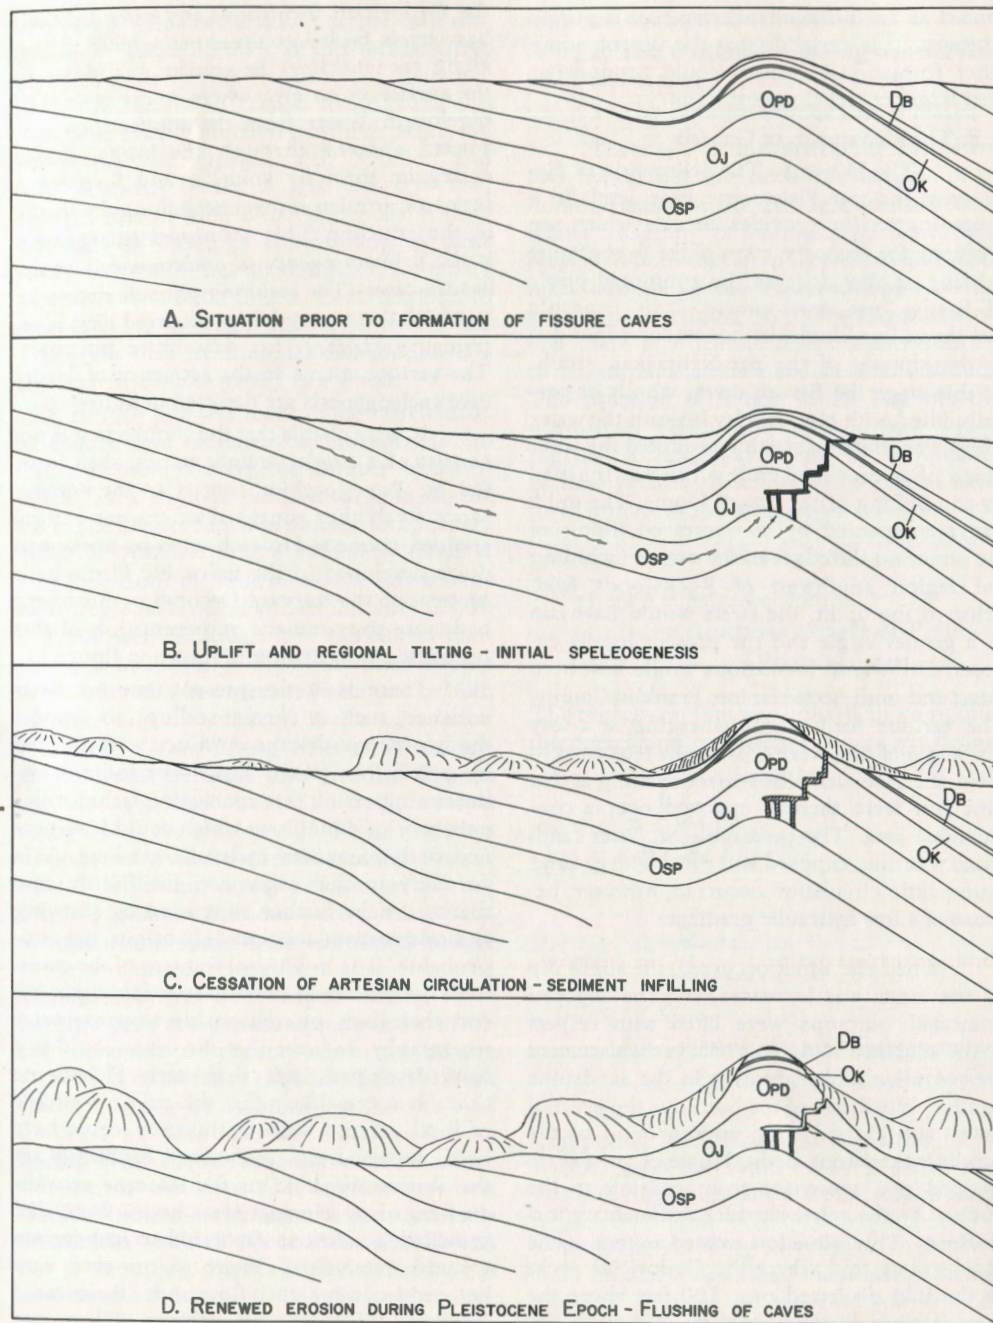 OPD
DB
OJ
OK
OSP
A. SITUATION PRIOR TO FORMATION OF FISSURE CAVES
OPD
DB
OJ
OK
OSP
B. UPLIFT AND REGIONAL TILTING - INITIAL SPELEOGENESIS
OPD
DB
OJ
OK
OSP
C. CESSATION OF ARTESIAN CIRCULATION - SEDIMENT INFILLING
DB
OK
OPD
OJ
OSP
D. RENEWED EROSION DURING PLEISTOCENE EPOCH - FLUSHING OF CAVES